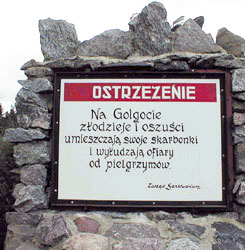 OSTRZEŻENIE
Na Golgocie
złodzieje i oszuści
umieszczają swoje skarbonki
i wyłudzają ofiary
od pielgrzymów.
Zarząd Sanktuarium